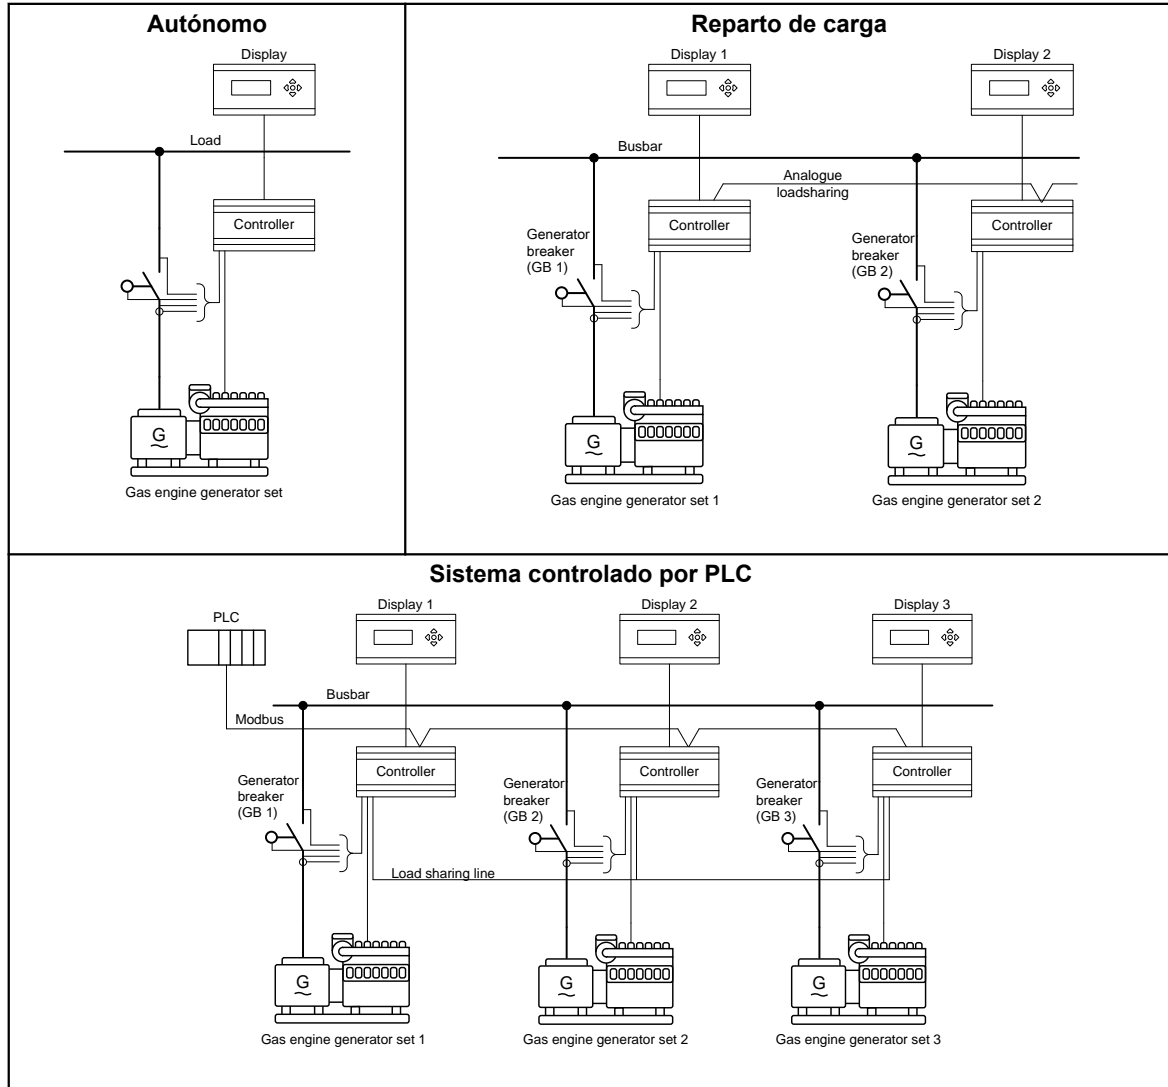 Autónomo
Display
Load
Controller
G
Gas engine generator set
Reparto de carga
Display 1
Display 2
Busbar
Analogue
loadsharing
Controller
Controller
Generator
breaker
(GB 1)
Generator
breaker
(GB 2)
G
G
Gas engine generator set 1
Gas engine generator set 2
Sistema controlado por PLC
PLC
Display 1
Display 2
Display 3
Busbar
Modbus
Controller
Controller
Controller
Generator
breaker
(GB 1)
Generator
breaker
(GB 2)
Generator
breaker
(GB 3)
Load sharing line
G
G
G
Gas engine generator set 1
Gas engine generator set 2
Gas engine generator set 3